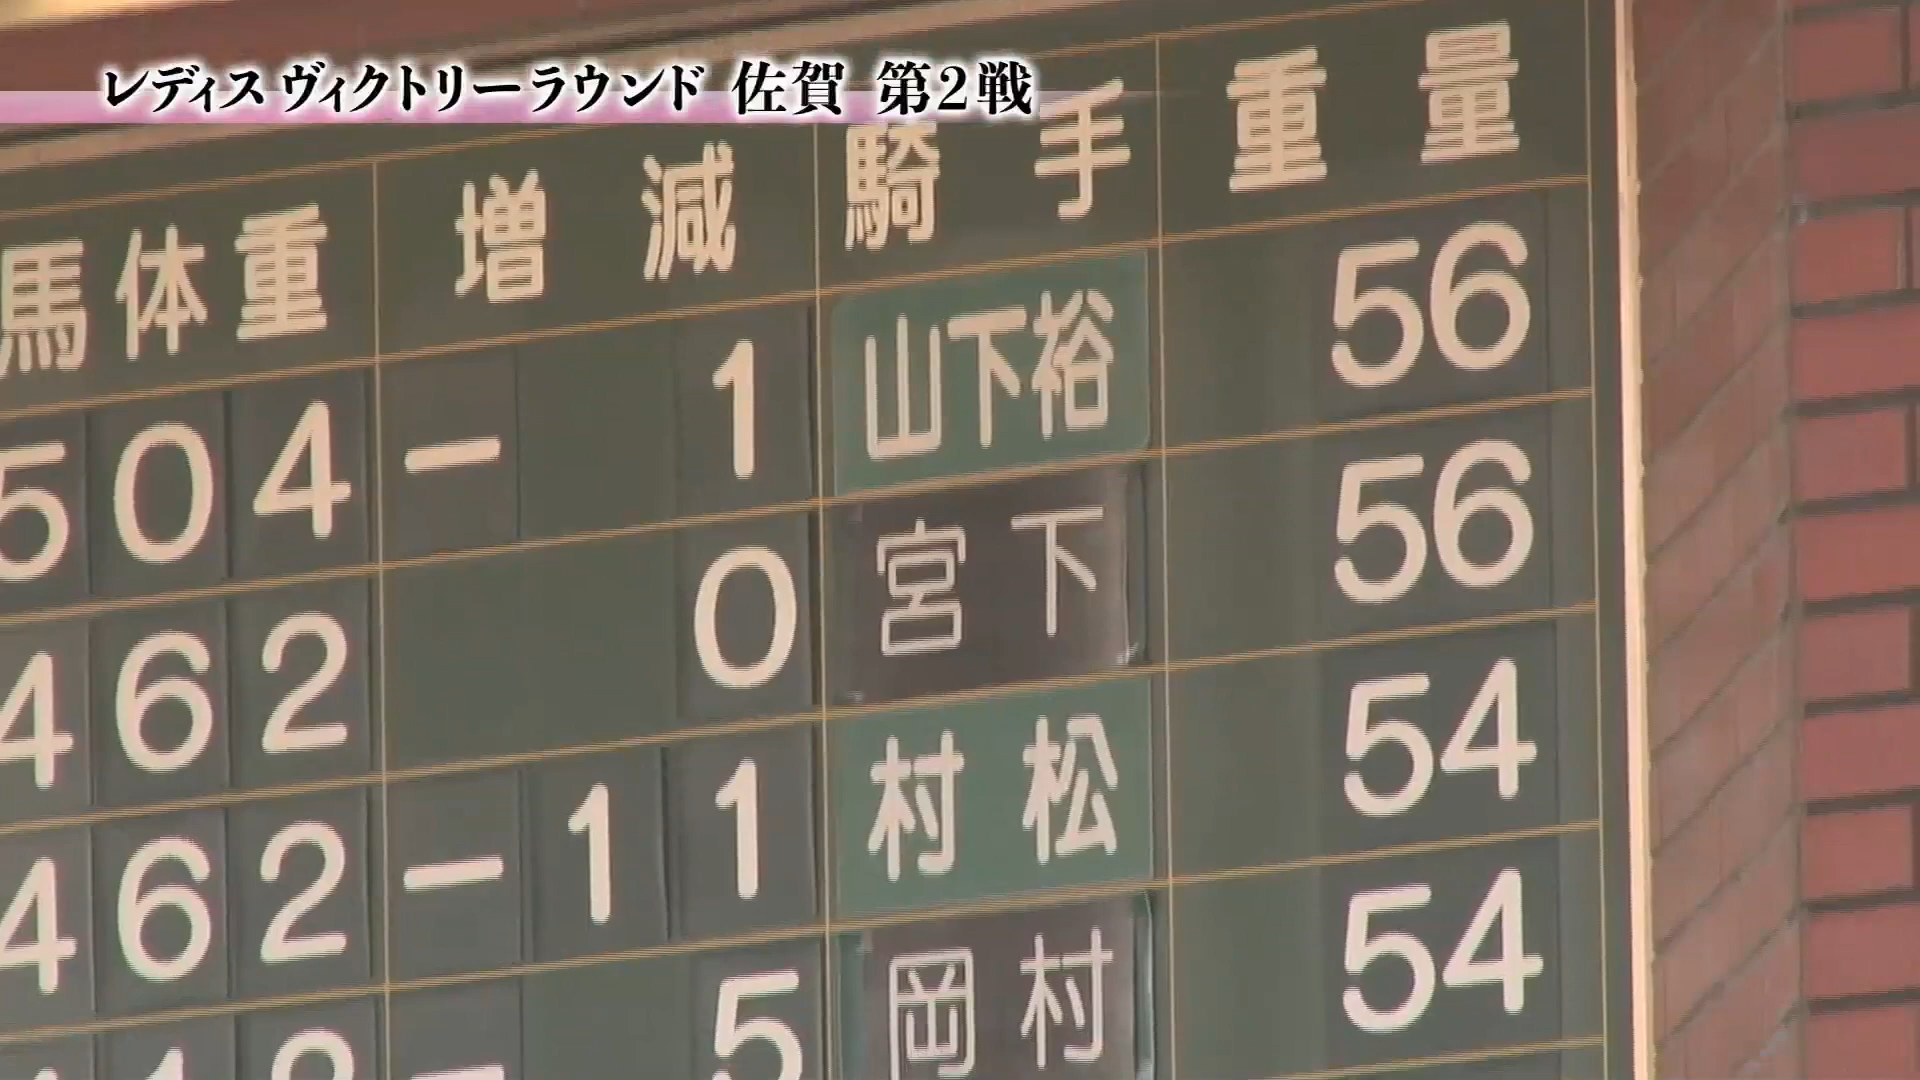 レディス ヴィクトリーラウンド 佐賀 第2戦
馬体重 増減 騎手 重量
504 -1 山下裕 56
462 0 宮下 56
462 -11 村松 54
5 岡村 54